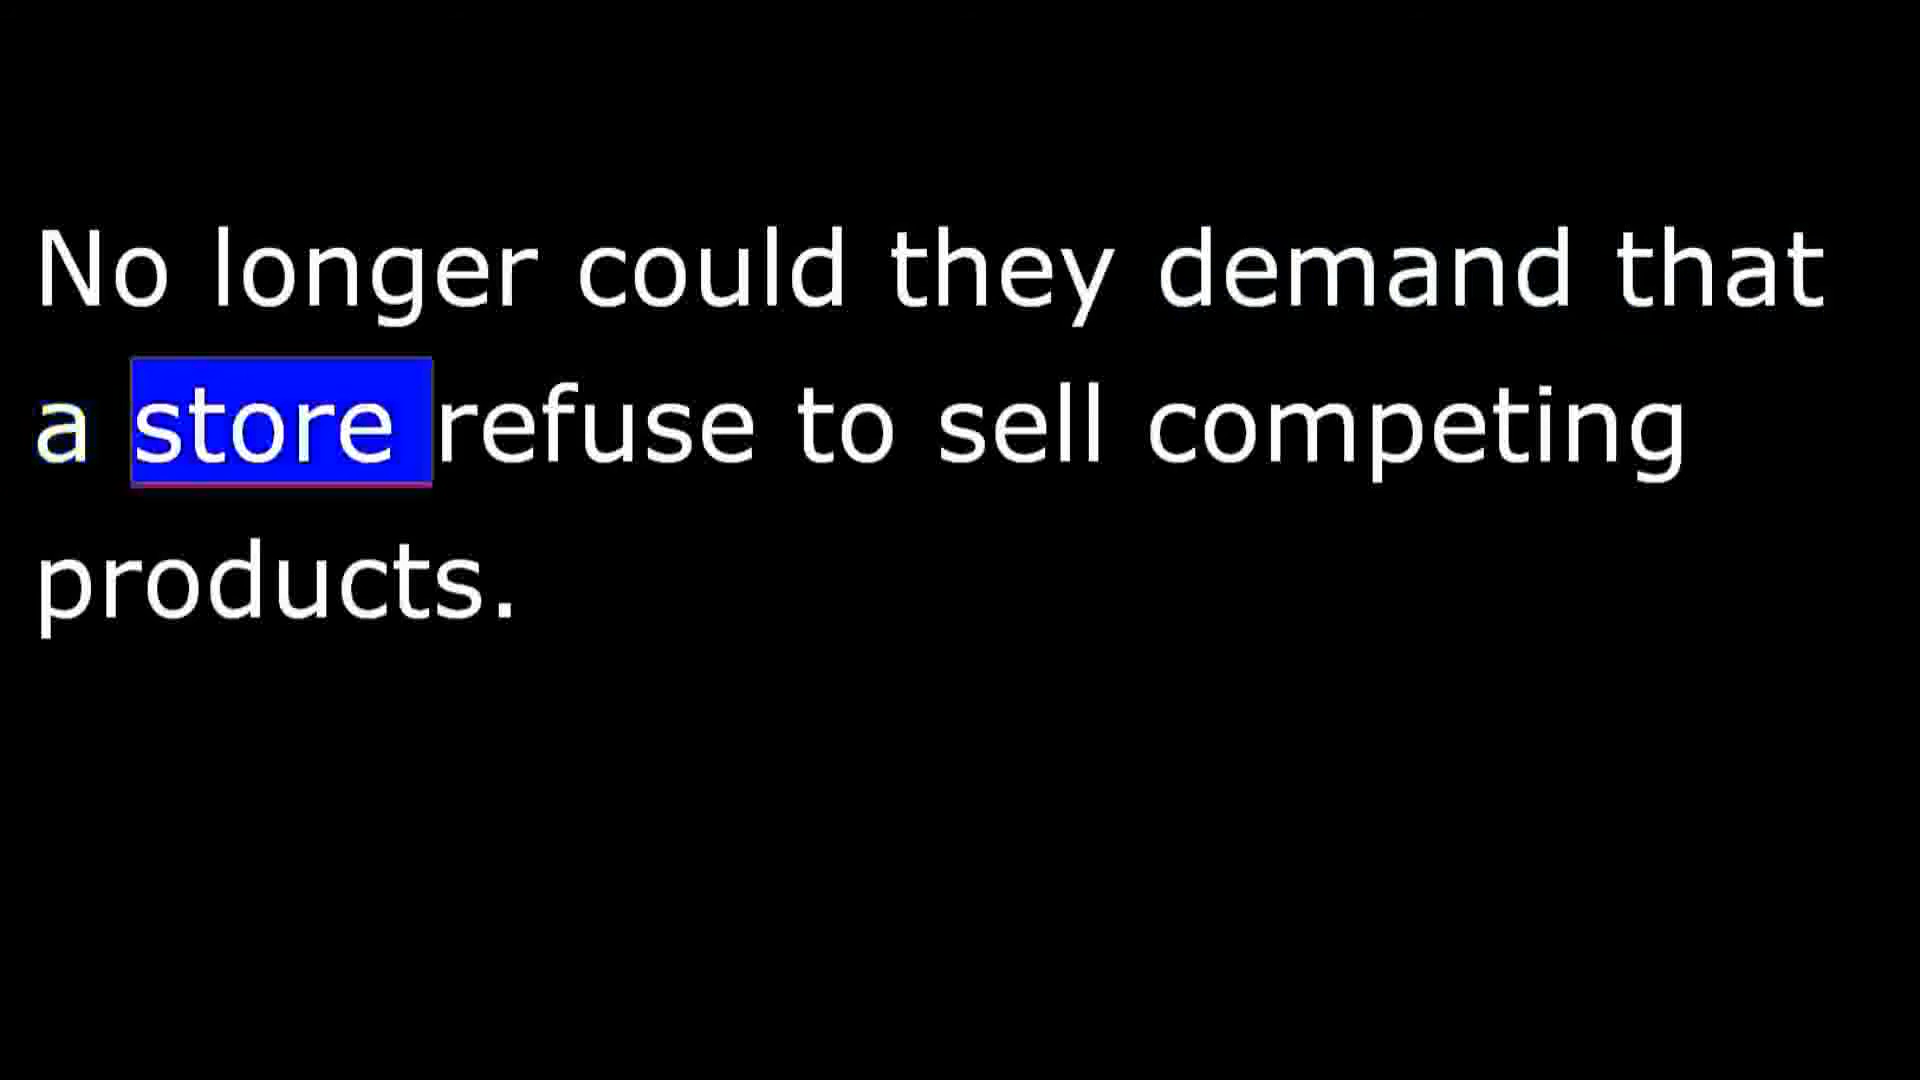 No longer could they demand that
a store refuse to sell competing
products.